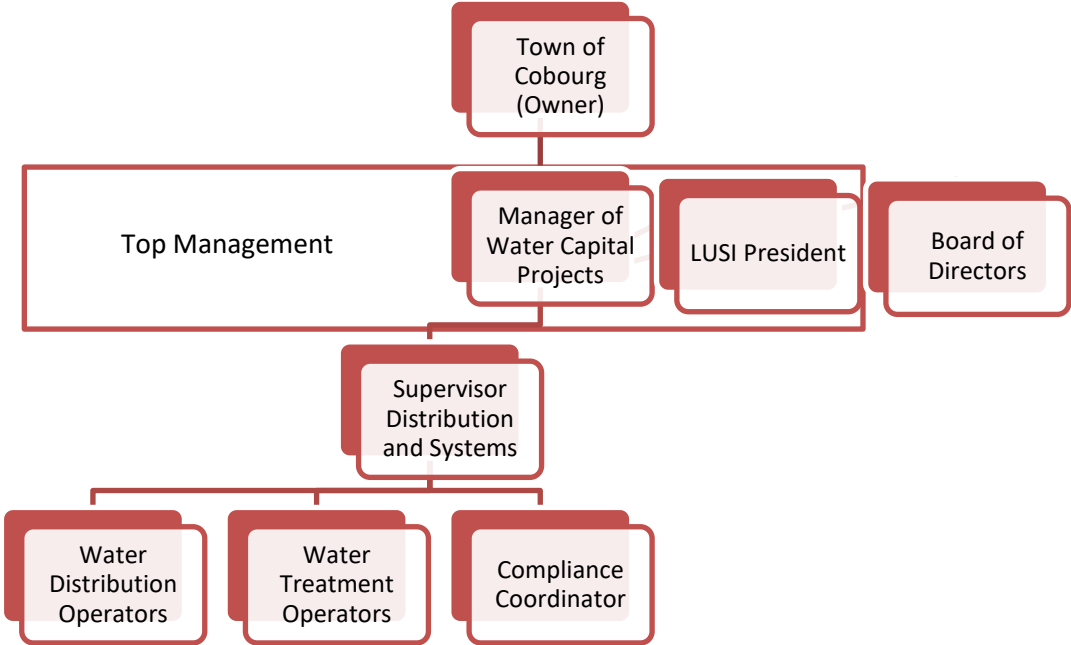 Town of
Cobourg
(Owner)
Top Management
Manager of
Water Capital
Projects
LUSI President
Board of
Directors
Supervisor
Distribution
and Systems
Water
Distribution
Operators
Water
Treatment
Operators
Compliance
Coordinator